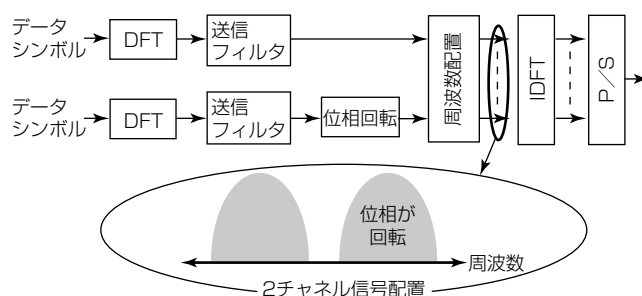 データ
シンボル
DFT
送信
フィルタ
周波数配置
IDFT
P/S
データ
シンボル
DFT
送信
フィルタ
位相回転
位相が
回転
周波数
2チャネル信号配置